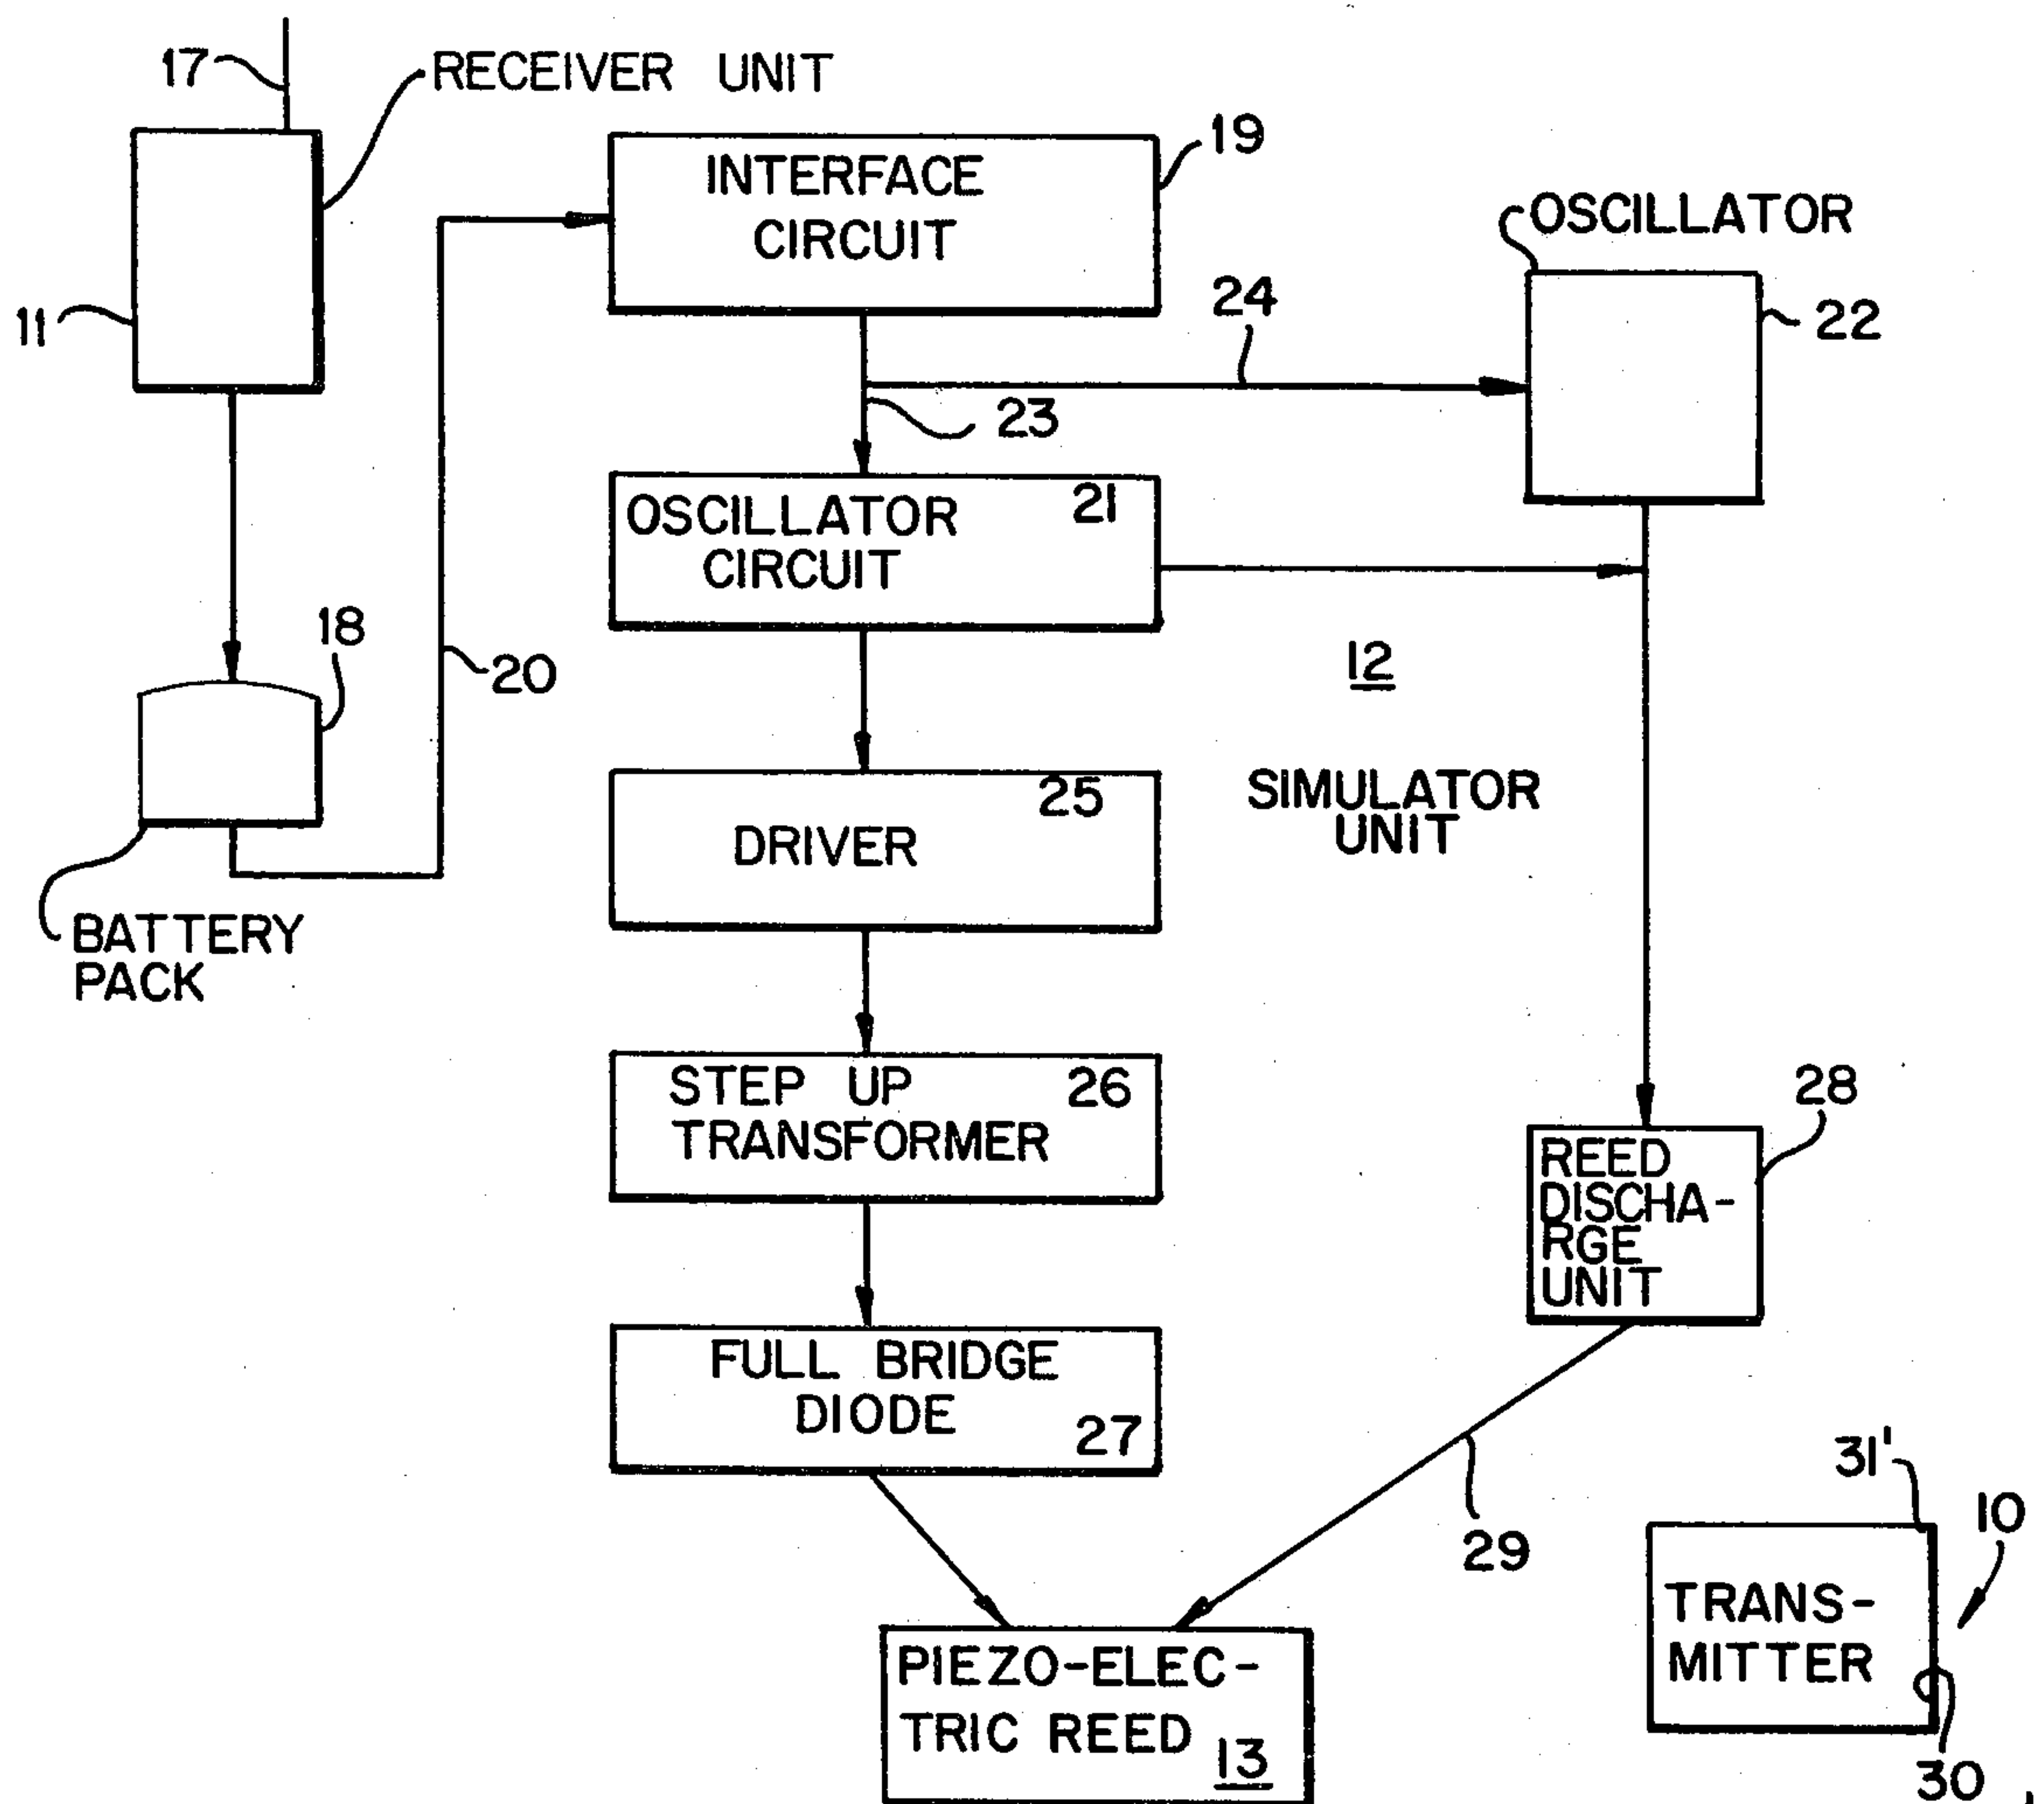 17
RECEIVER UNIT
11
INTERFACE
CIRCUIT
19
OSCILLATOR
24
22
23
OSCILLATOR
CIRCUIT
21
18
20
12
SIMULATOR
UNIT
DRIVER
25
BATTERY
PACK
STEP UP
TRANSFORMER
26
28
REED
DISCHA-
RGE
UNIT
FULL BRIDGE
DIODE
27
29
31'
10
TRANS-
MITTER
30
PIEZO-ELEC-
TRIC REED
13